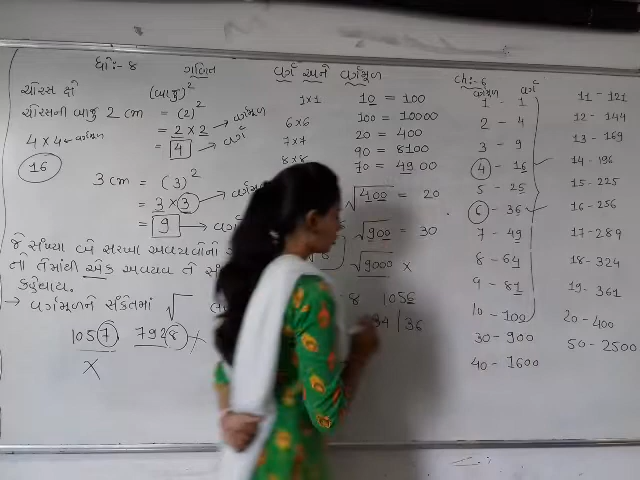 ધો:- ૮
ગણિત
વર્ગ અને વર્ગમૂળ
Ch:- 6
ચોરસ ક્ષે (બાજુ)²
ચોરસની બાજુ 2 cm = (2)²
= 2 × 2 → વર્ગમૂળ
= 4 → વર્ગ
4 × 4 ← વર્ગમૂળ
16
3 cm = (3)²
= 3 × 3 → વર્ગમૂળ
= 9 → વર્ગ
જે સંખ્યા બે સરખા અવયવોનો
નો તેમાંથી એક અવયવ તે
કહેવાય.
→ વર્ગમૂળને સંકેતમાં √
1057 7928 ×
×
1×1
6×6
7×7
8×8
10 = 100
100 = 10000
20 = 400
90 = 8100
70 = 4900
√400 = 20
√900 = 30
√9000 ×
8 1056
34 | 36
વર્ગમૂળ વર્ગ
1 - 1
2 - 4
3 - 9
4 - 16
5 - 25
6 - 36
7 - 49
8 - 64
9 - 81
10 - 100
30 - 900
40 - 1600
11 - 121
12 - 144
13 - 169
14 - 196
15 - 225
16 - 256
17 - 289
18 - 324
19 - 361
20 - 400
50 - 2500